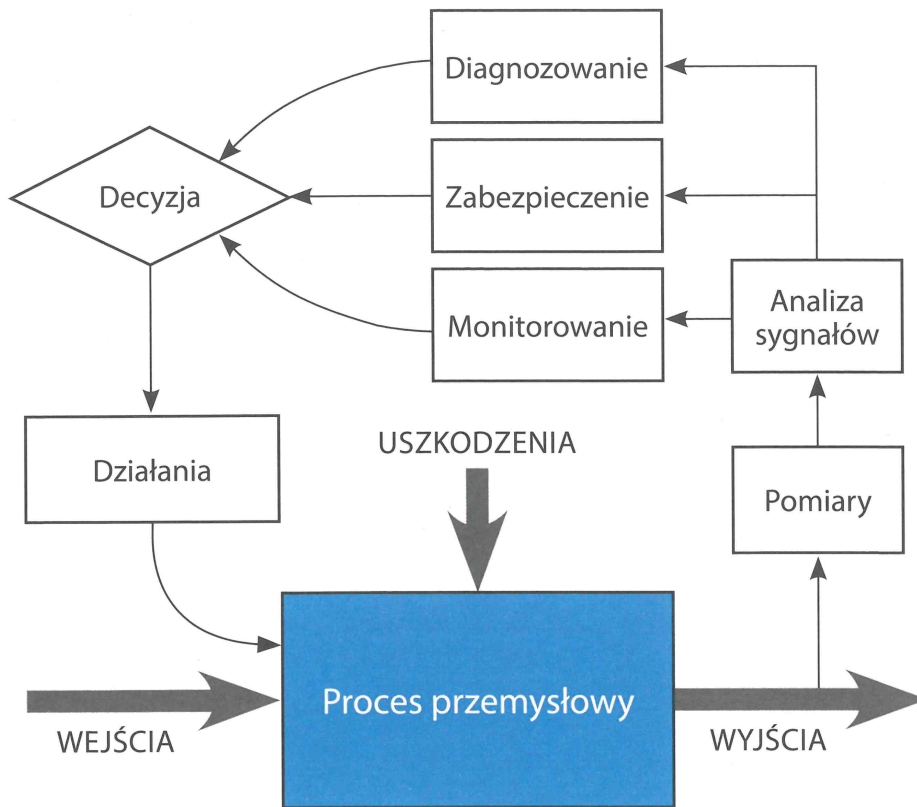 Diagnozowanie
Decyzja
Zabezpieczenie
Monitorowanie
Analiza
sygnałów
USZKODZENIA
Działania
Pomiary
Proces przemysłowy
WEJŚCIA
WYJŚCIA